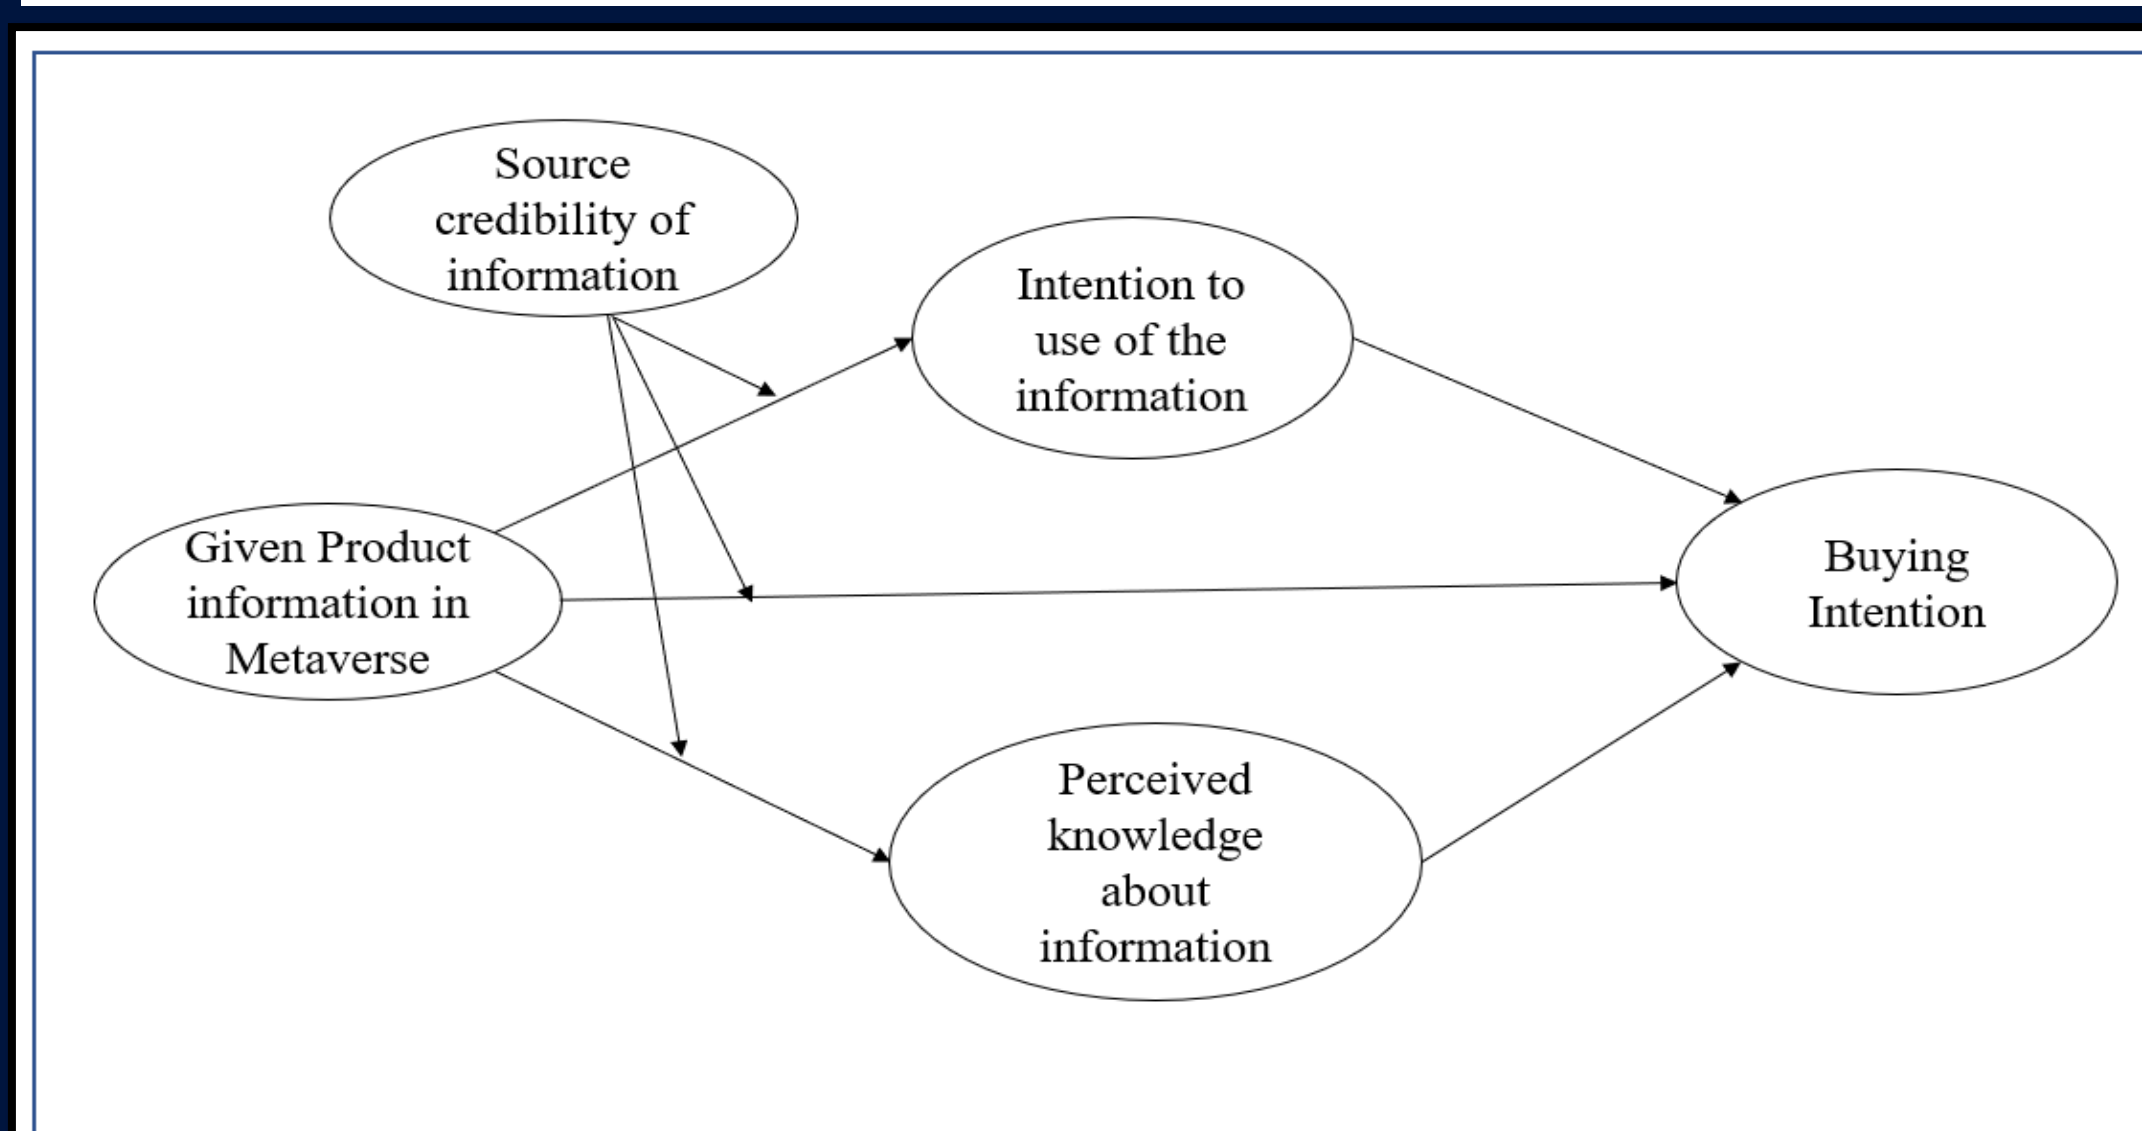 Source
credibility of
information
Intention to
use of the
information
Given Product
information in
Metaverse
Buying
Intention
Perceived
knowledge
about
information